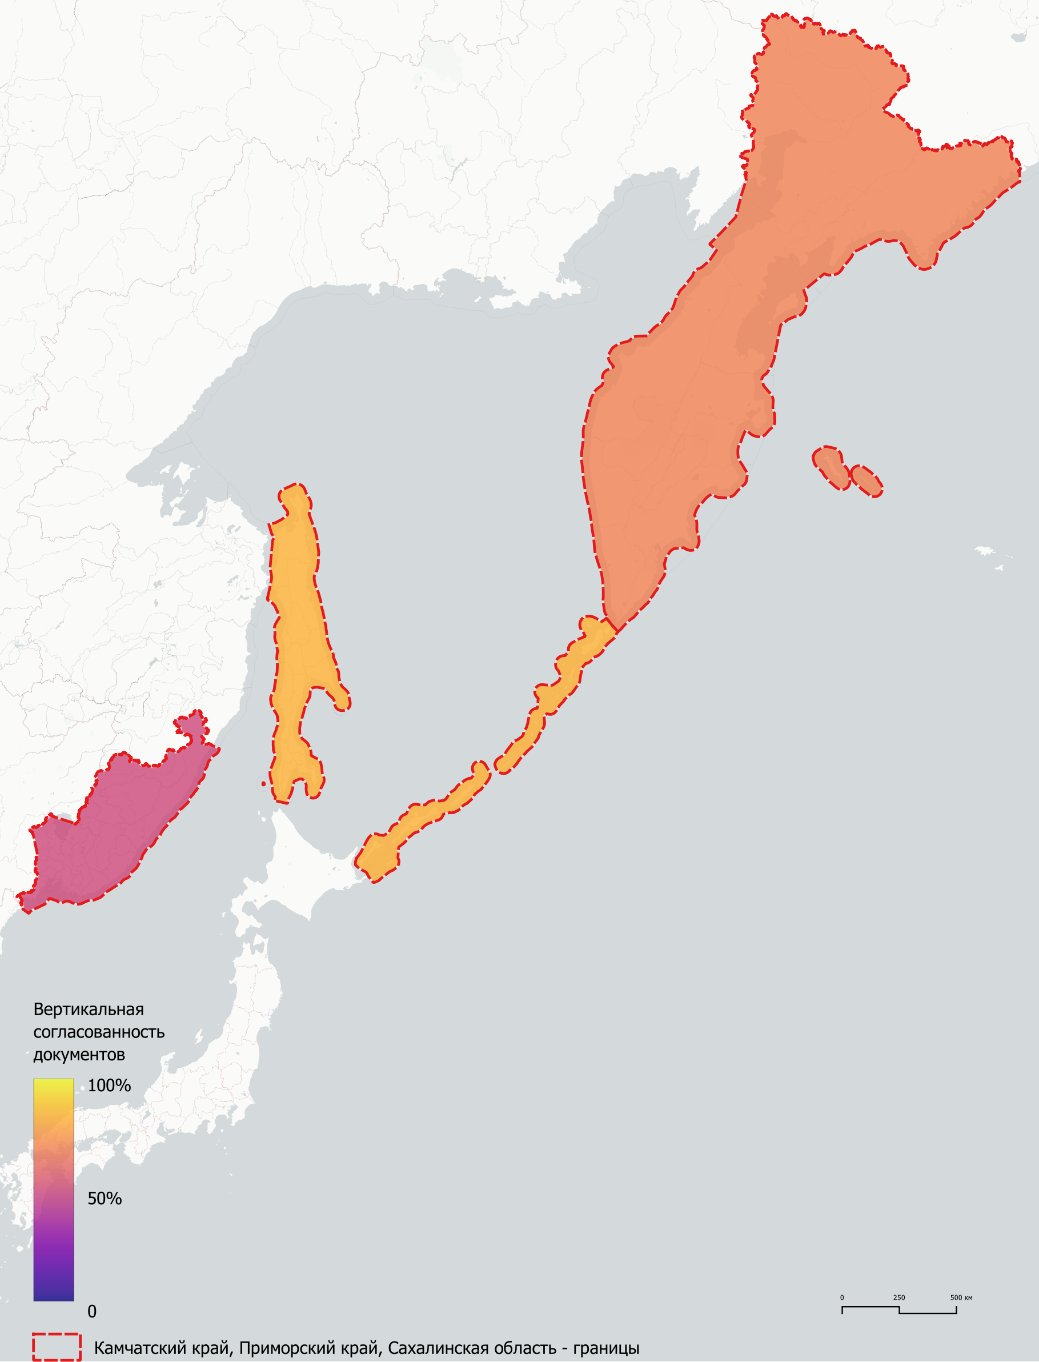 Вертикальная
согласованность
документов
100%
50%
0
0 250 500 км
Камчатский край, Приморский край, Сахалинская область - границы